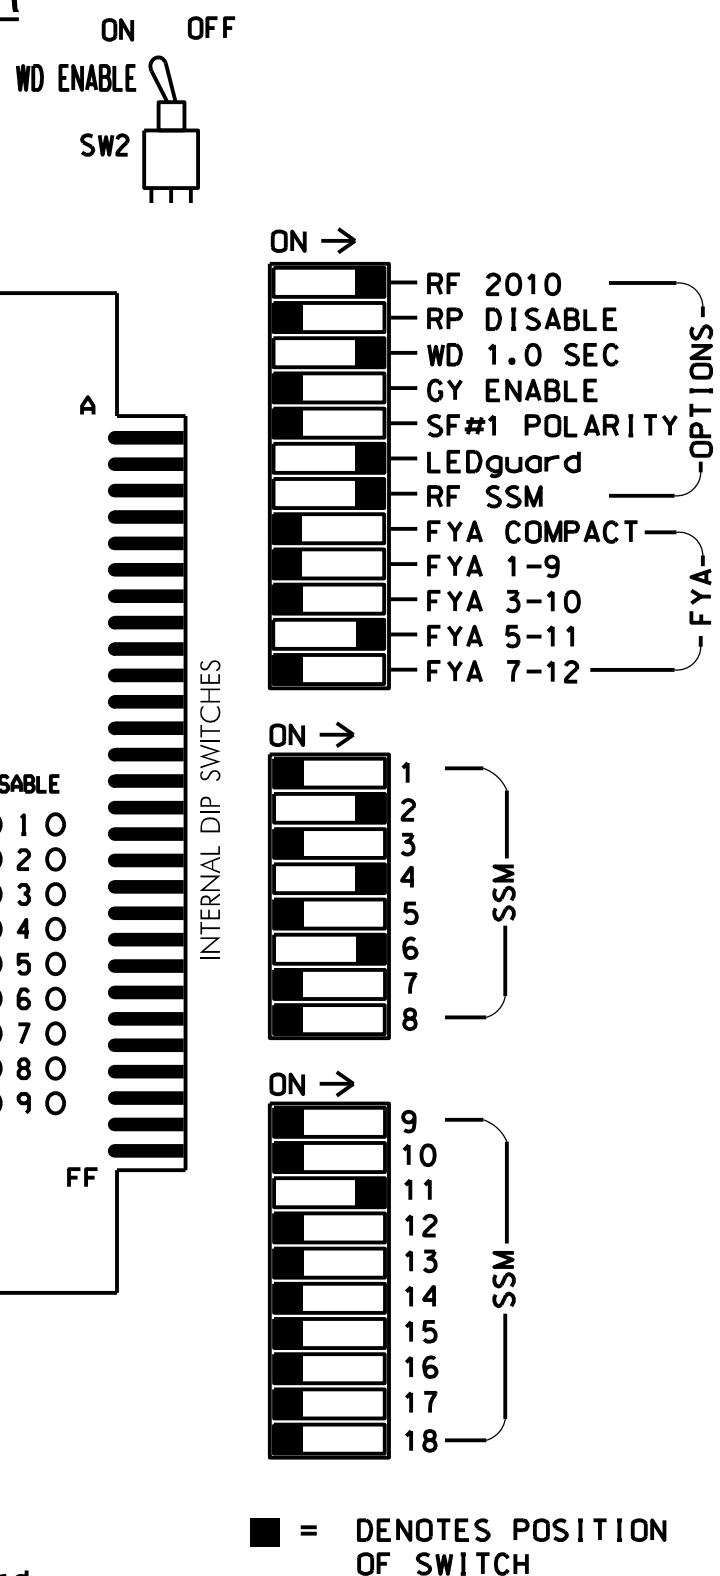 ON OFF
WD ENABLE
SW2
ON →
RF 2010
RP DISABLE
WD 1.0 SEC
GY ENABLE
SF#1 POLARITY
LEDguard
RF SSM
OPTIONS
FYA COMPACT
FYA 1-9
FYA 3-10
FYA 5-11
FYA 7-12
FYA
A
FF
INTERNAL DIP SWITCHES
SABLE
1
2
3
4
5
6
7
8
9
ON →
1
2
3
4
5
6
7
8
SSM
ON →
9
10
11
12
13
14
15
16
17
18
SSM
= DENOTES POSITION
OF SWITCH